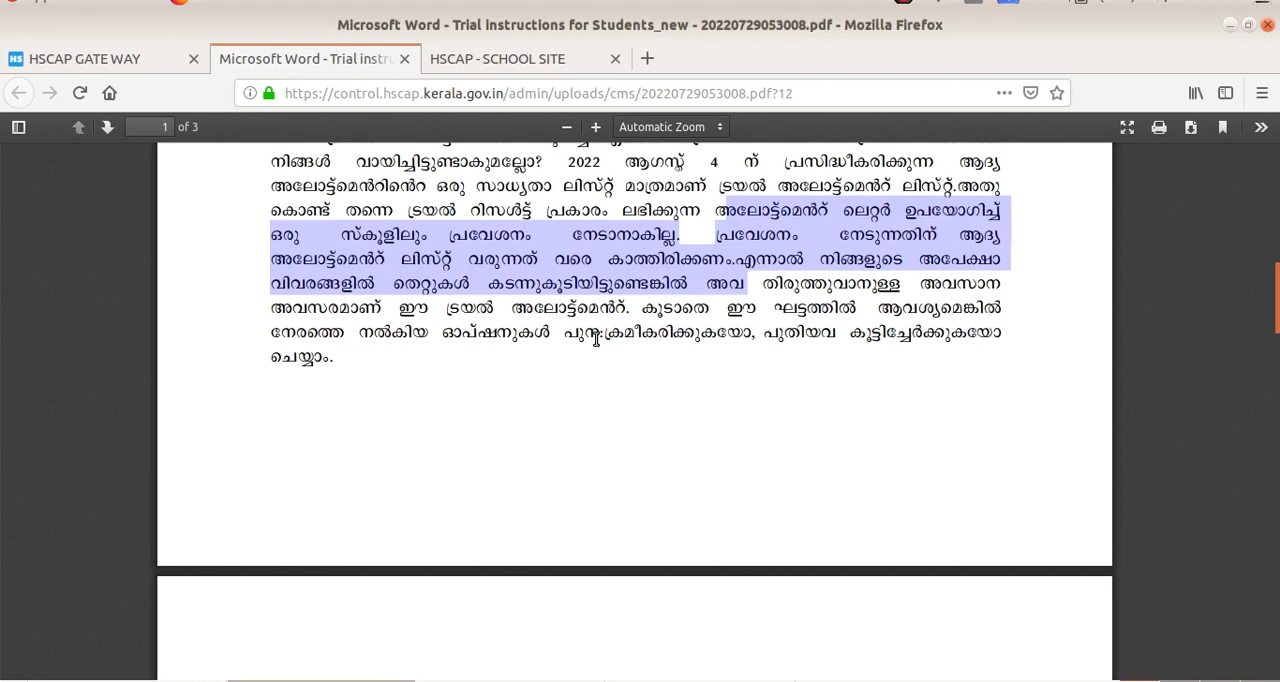 Microsoft Word - Trial instructions for Students_new - 20220729053008.pdf - Mozilla Firefox
HS HSCAP GATE WAY
Microsoft Word - Trial instru
HSCAP - SCHOOL SITE
https://control.hscap.kerala.gov.in/admin/uploads/cms/20220729053008.pdf?12
1 of 3
Automatic Zoom
നിങ്ങൾ വായിച്ചിട്ടുണ്ടാകുമല്ലോ? 2022 ആഗസ്റ്റ് 4 ന് പ്രസിദ്ധീകരിക്കുന്ന ആദ്യ
അലോട്ട്മെൻറിൻെറ ഒരു സാധ്യതാ ലിസ്റ്റ് മാത്രമാണ് ട്രയൽ അലോട്ട്മെൻറ് ലിസ്റ്റ്.അതു
കൊണ്ട് തന്നെ ട്രയൽ റിസൾട്ട് പ്രകാരം ലഭിക്കുന്ന അലോട്ട്മെൻറ് ലെറ്റർ ഉപയോഗിച്ച്
ഒരു സ്കൂളിലും പ്രവേശനം നേടാനാകില്ല. പ്രവേശനം നേടുന്നതിന് ആദ്യ
അലോട്ട്മെൻറ് ലിസ്റ്റ് വരുന്നത് വരെ കാത്തിരിക്കണം.എന്നാൽ നിങ്ങളുടെ അപേക്ഷാ
വിവരങ്ങളിൽ തെറ്റുകൾ കടന്നുകൂടിയിട്ടുണ്ടെങ്കിൽ അവ തിരുത്തുവാനുള്ള അവസാന
അവസരമാണ് ഈ ട്രയൽ അലോട്ട്മെൻറ്. കൂടാതെ ഈ ഘട്ടത്തിൽ ആവശ്യമെങ്കിൽ
നേരത്തെ നൽകിയ ഓപ്ഷനുകൾ പുന:ക്രമീകരിക്കുകയോ, പുതിയവ കൂട്ടിച്ചേർക്കുകയോ
ചെയ്യാം.